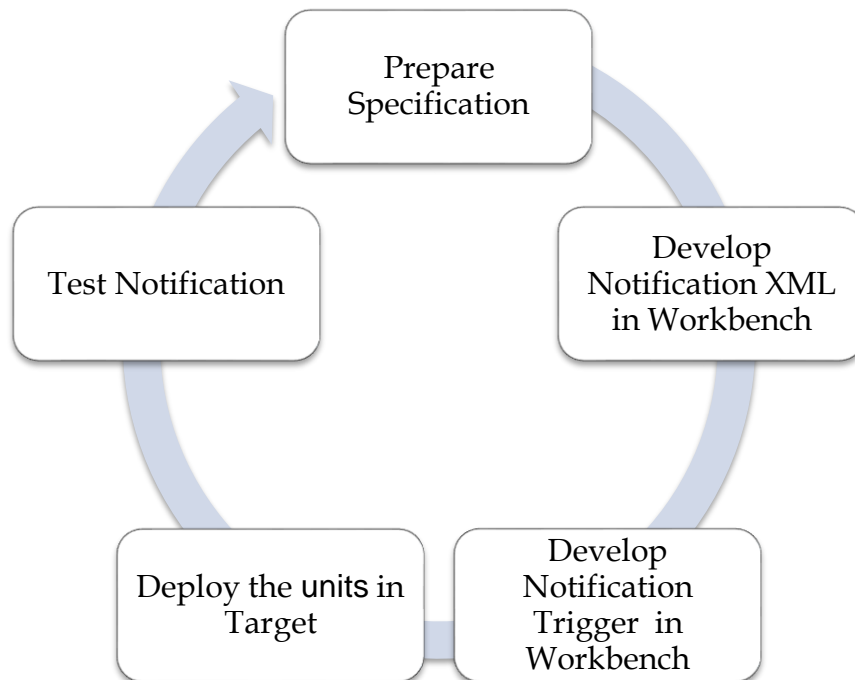 Prepare
Specification
Develop
Notification XML
in Workbench
Develop
Notification
Trigger in
Workbench
Deploy the units in
Target
Test Notification